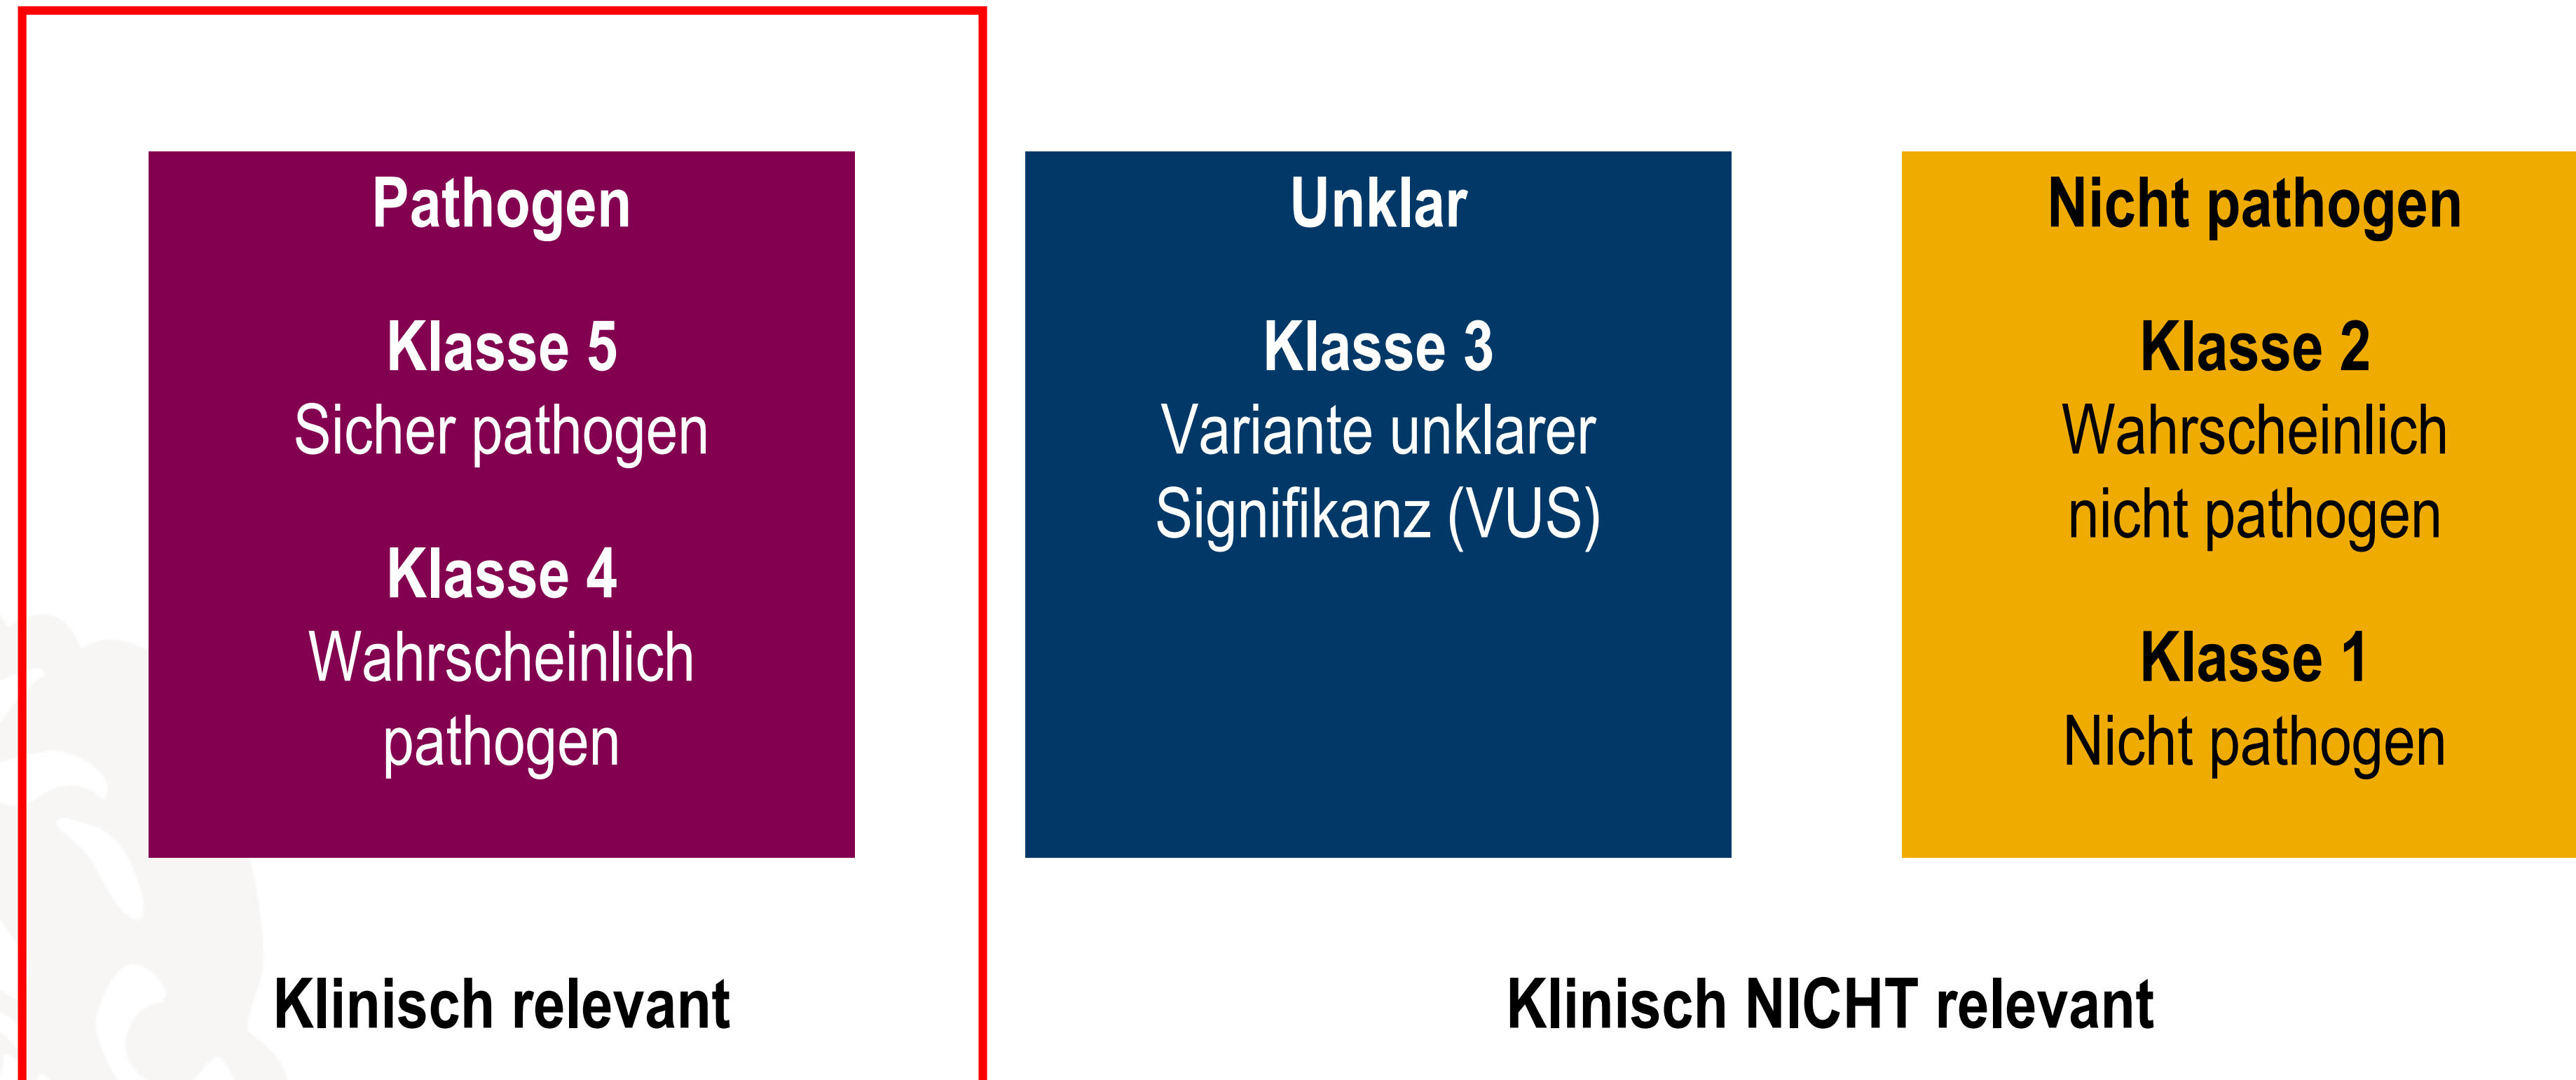 Pathogen
Klasse 5
Sicher pathogen
Klasse 4
Wahrscheinlich
pathogen
Klinisch relevant
Unklar
Klasse 3
Variante unklarer
Signifikanz (VUS)
Nicht pathogen
Klasse 2
Wahrscheinlich
nicht pathogen
Klasse 1
Nicht pathogen
Klinisch NICHT relevant